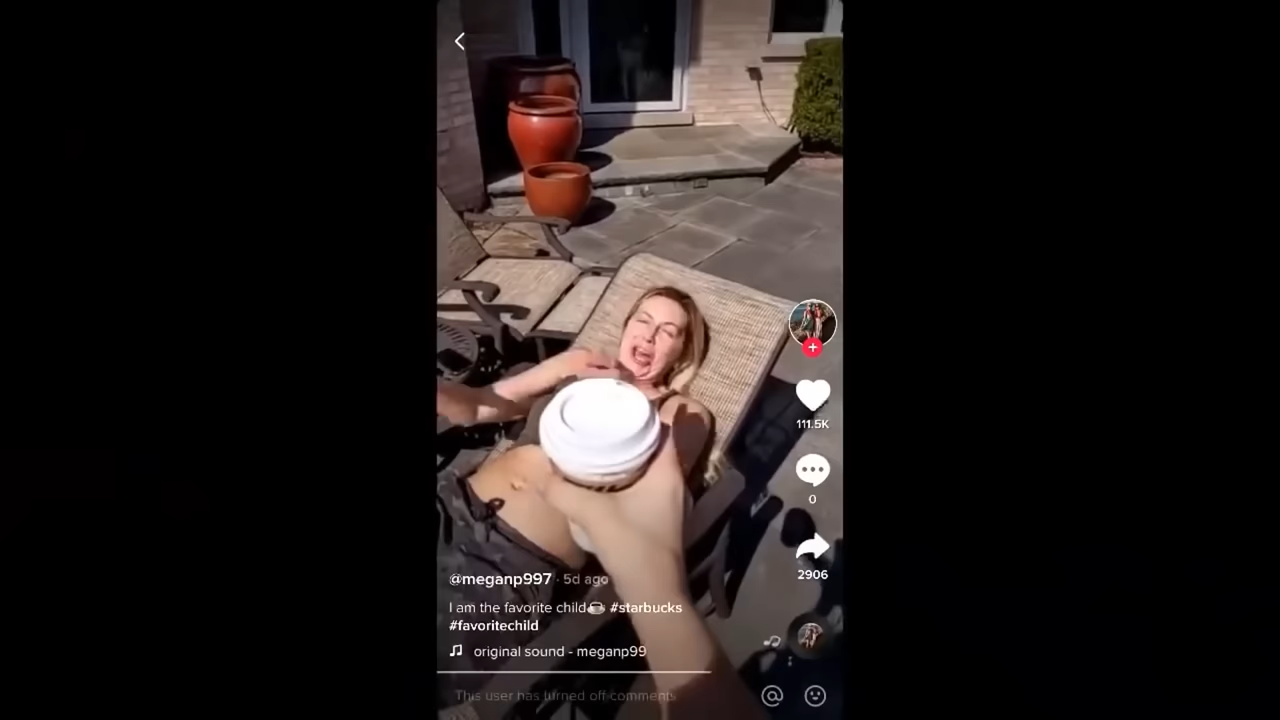 111.5K
0
2906
@meganp997 · 5d ago
I am the favorite child☕ #starbucks
#favoritechild
original sound - meganp99
This user has turned off comments